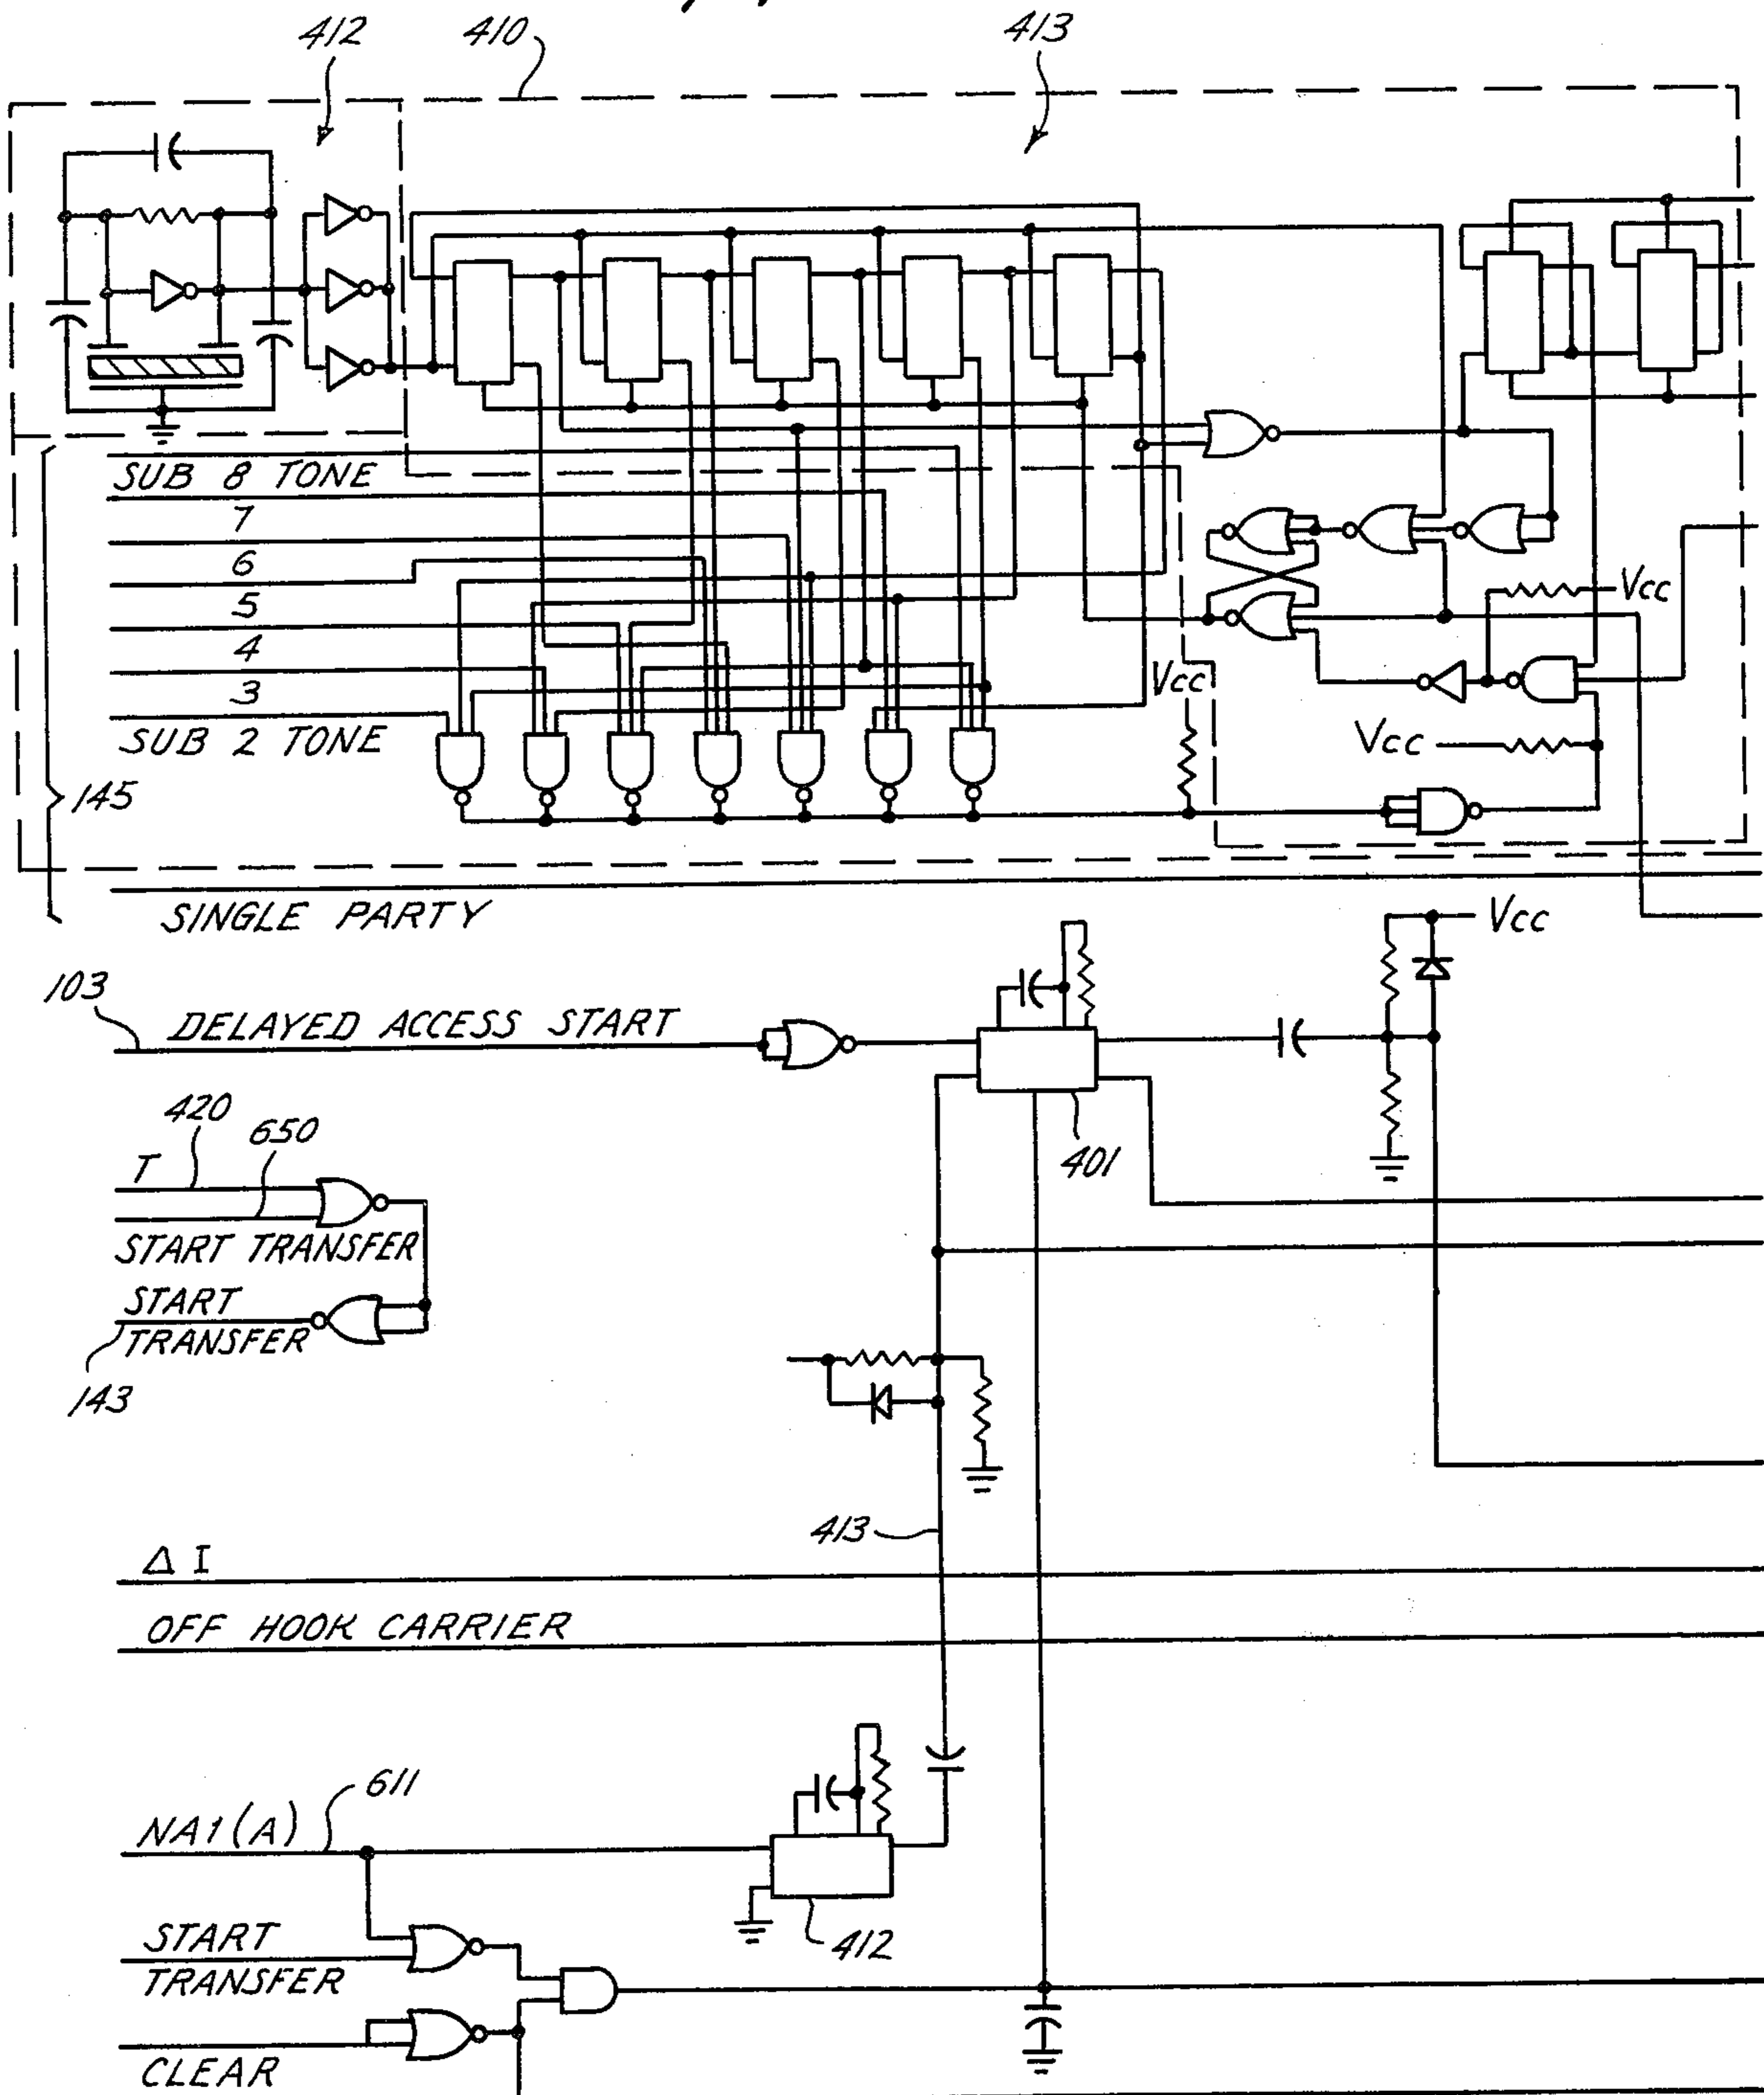 412
410
413
SUB 8 TONE
7
6
5
4
3
SUB 2 TONE
145
Vcc
Vcc
Vcc
SINGLE PARTY
Vcc
103
DELAYED ACCESS START
401
420
650
T
START TRANSFER
START
TRANSFER
143
413
Δ I
OFF HOOK CARRIER
611
NA1(A)
412
START
TRANSFER
CLEAR